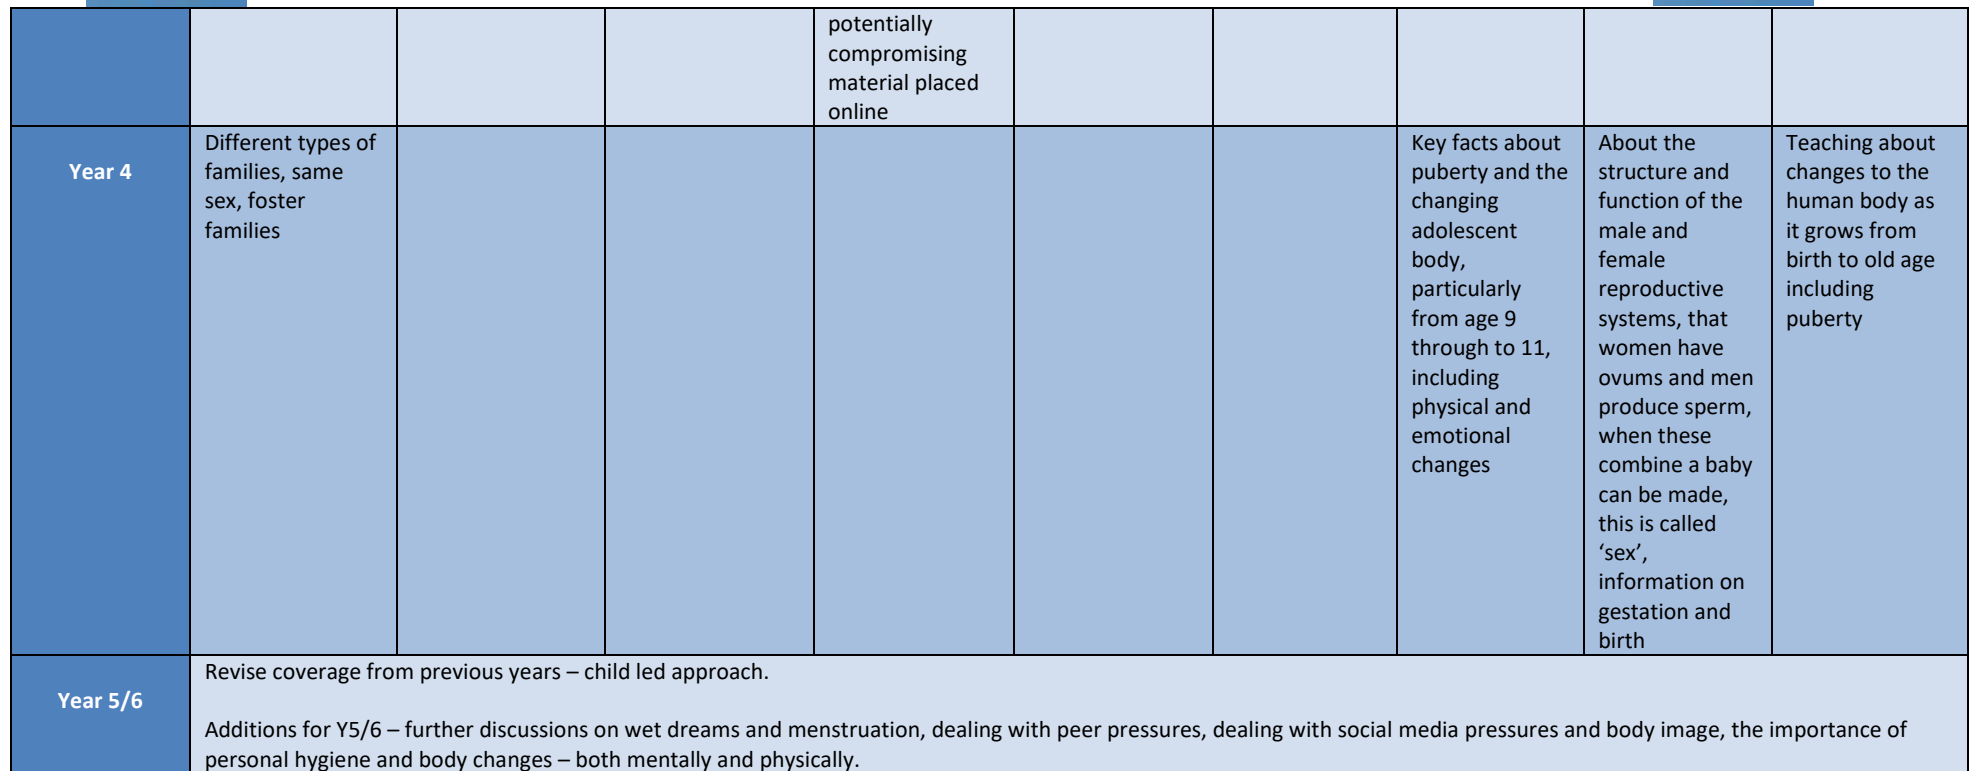 potentially
compromising
material placed
online
Year 4
Different types of
families, same
sex, foster
families
Key facts about
puberty and the
changing
adolescent
body,
particularly
from age 9
through to 11,
including
physical and
emotional
changes
About the
structure and
function of the
male and
female
reproductive
systems, that
women have
ovums and men
produce sperm,
when these
combine a baby
can be made,
this is called
‘sex’,
information on
gestation and
birth
Teaching about
changes to the
human body as
it grows from
birth to old age
including
puberty
Year 5/6
Revise coverage from previous years – child led approach.
Additions for Y5/6 – further discussions on wet dreams and menstruation, dealing with peer pressures, dealing with social media pressures and body image, the importance of
personal hygiene and body changes – both mentally and physically.